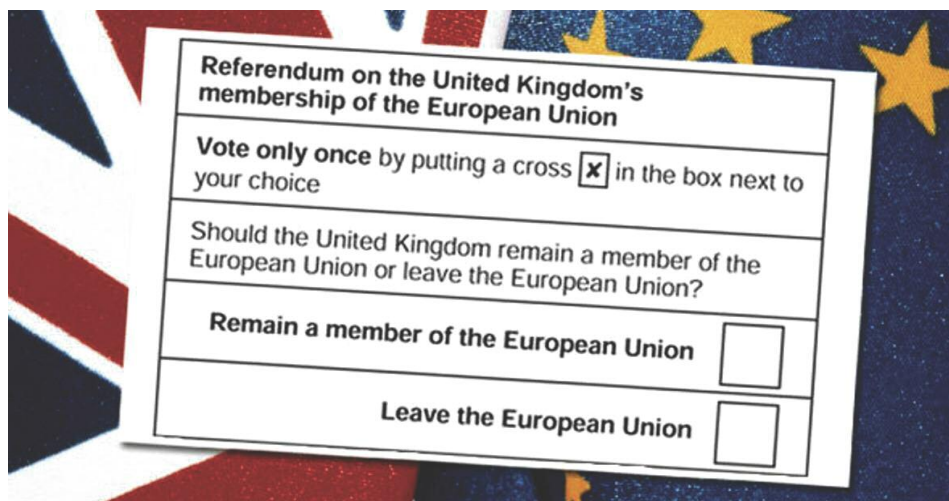 Referendum on the United Kingdom's
membership of the European Union
Vote only once by putting a cross x in the box next to
your choice
Should the United Kingdom remain a member of the
European Union or leave the European Union?
Remain a member of the European Union
Leave the European Union